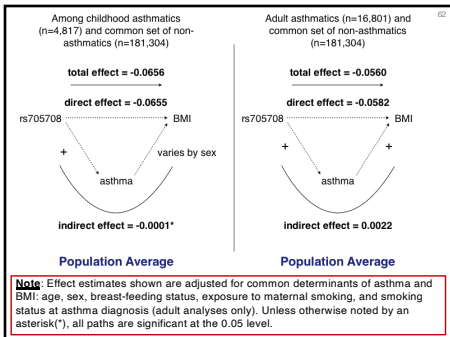 62
Among childhood asthmatics
(n=4,817) and common set of non-
asthmatics (n=181,304)
total effect = -0.0656
direct effect = -0.0655
rs705708
BMI
+
varies by sex
asthma
indirect effect = -0.0001*
Population Average
Adult asthmatics (n=16,801) and
common set of non-asthmatics
(n=181,304)
total effect = -0.0560
direct effect = -0.0582
rs705708
BMI
+
+
asthma
indirect effect = 0.0022
Population Average
Note: Effect estimates shown are adjusted for common determinants of asthma and
BMI: age, sex, breast-feeding status, exposure to maternal smoking, and smoking
status at asthma diagnosis (adult analyses only). Unless otherwise noted by an
asterisk(*), all paths are significant at the 0.05 level.